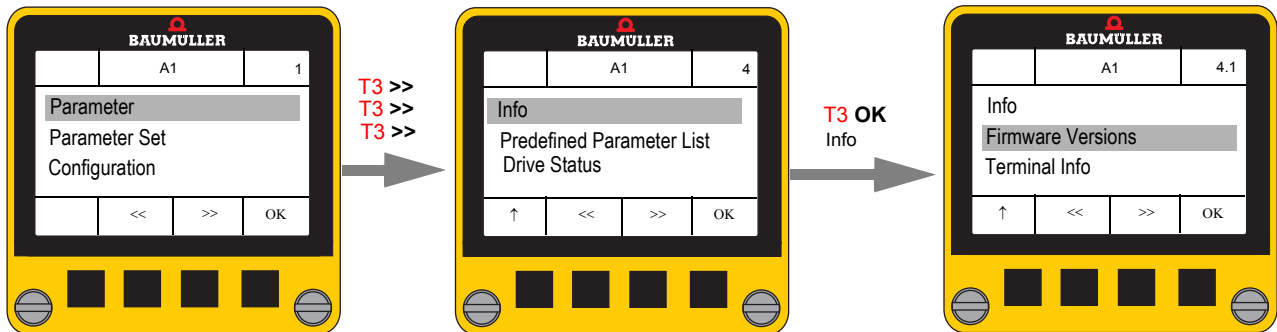 BAUMÜLLER
A1 1
Parameter
Parameter Set
Configuration
<< >> OK
T3 >>
T3 >>
T3 >>
BAUMÜLLER
A1 4
Info
Predefined Parameter List
Drive Status
↑ << >> OK
T3 OK
Info
BAUMÜLLER
A1 4.1
Info
Firmware Versions
Terminal Info
↑ << >> OK